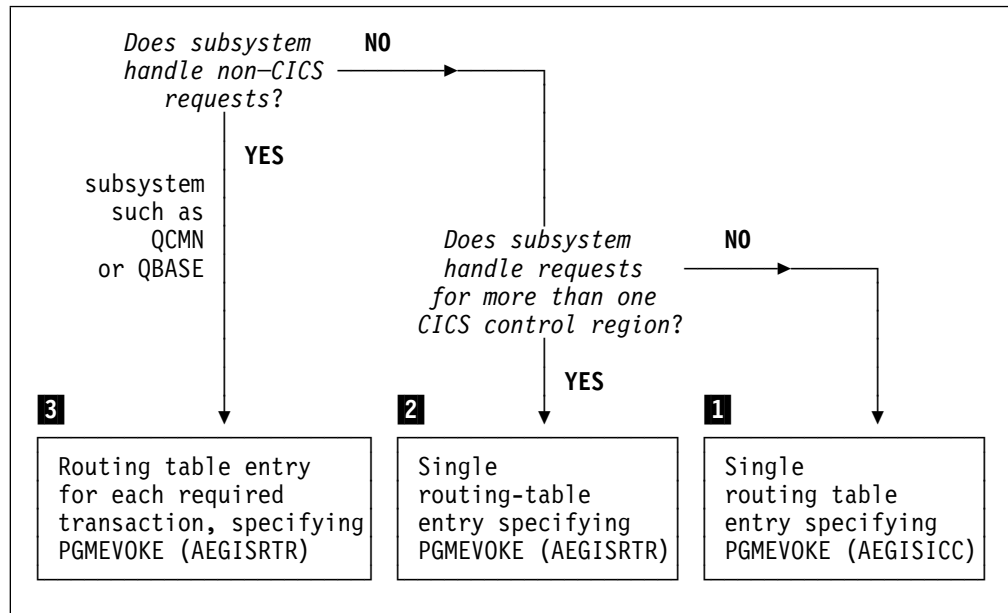 Does subsystem
handle non–CICS
requests?
NO
YES
subsystem
such as
QCMN
or QBASE
Does subsystem
handle requests
for more than one
CICS control region?
NO
YES
3
Routing table entry
for each required
transaction, specifying
PGMEVOKE (AEGISRTR)
2
Single
routing-table
entry specifying
PGMEVOKE (AEGISRTR)
1
Single
routing table
entry specifying
PGMEVOKE (AEGISICC)